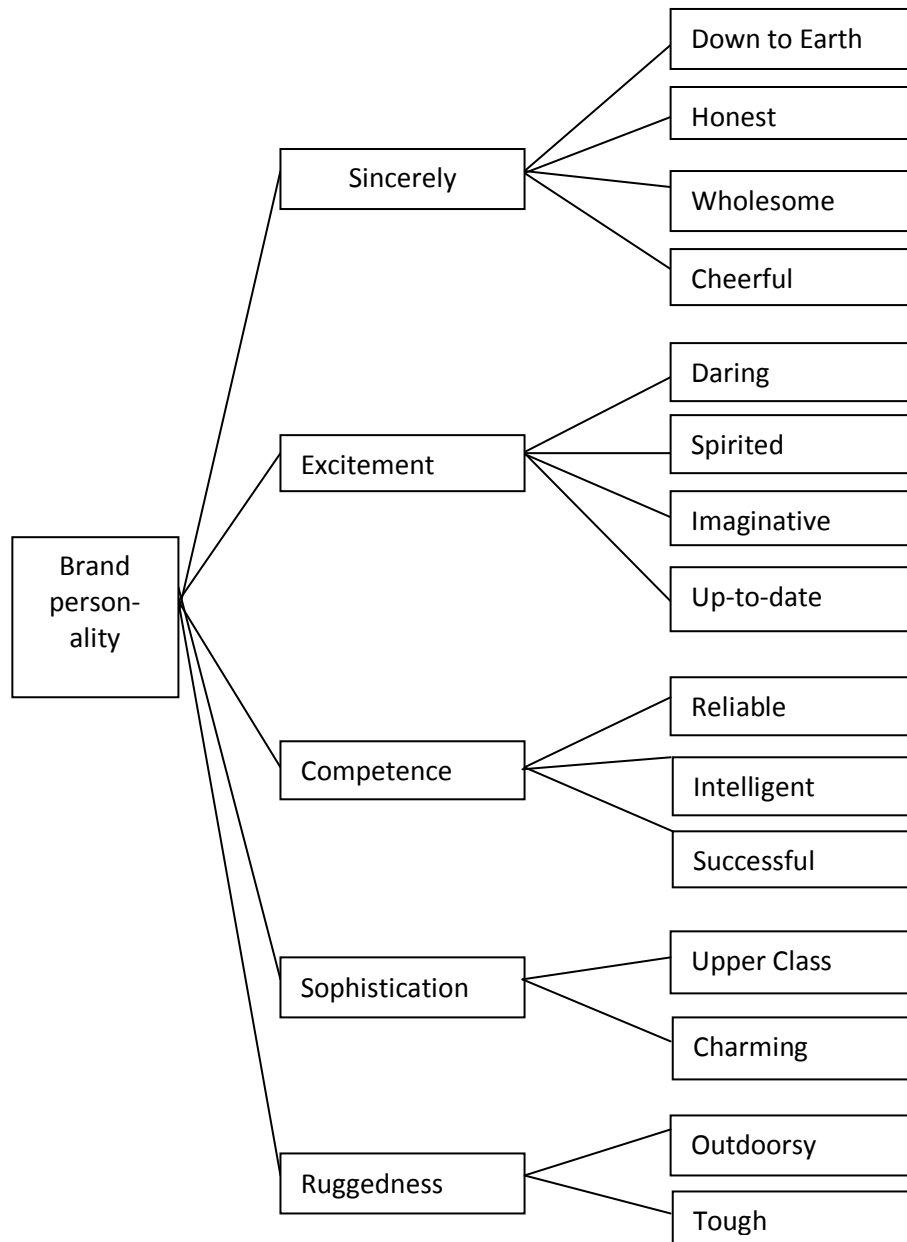 Down to Earth
Honest
Sincerely
Wholesome
Cheerful
Daring
Spirited
Excitement
Imaginative
Up-to-date
Brand
person-
ality
Reliable
Competence
Intelligent
Successful
Upper Class
Sophistication
Charming
Outdoorsy
Ruggedness
Tough